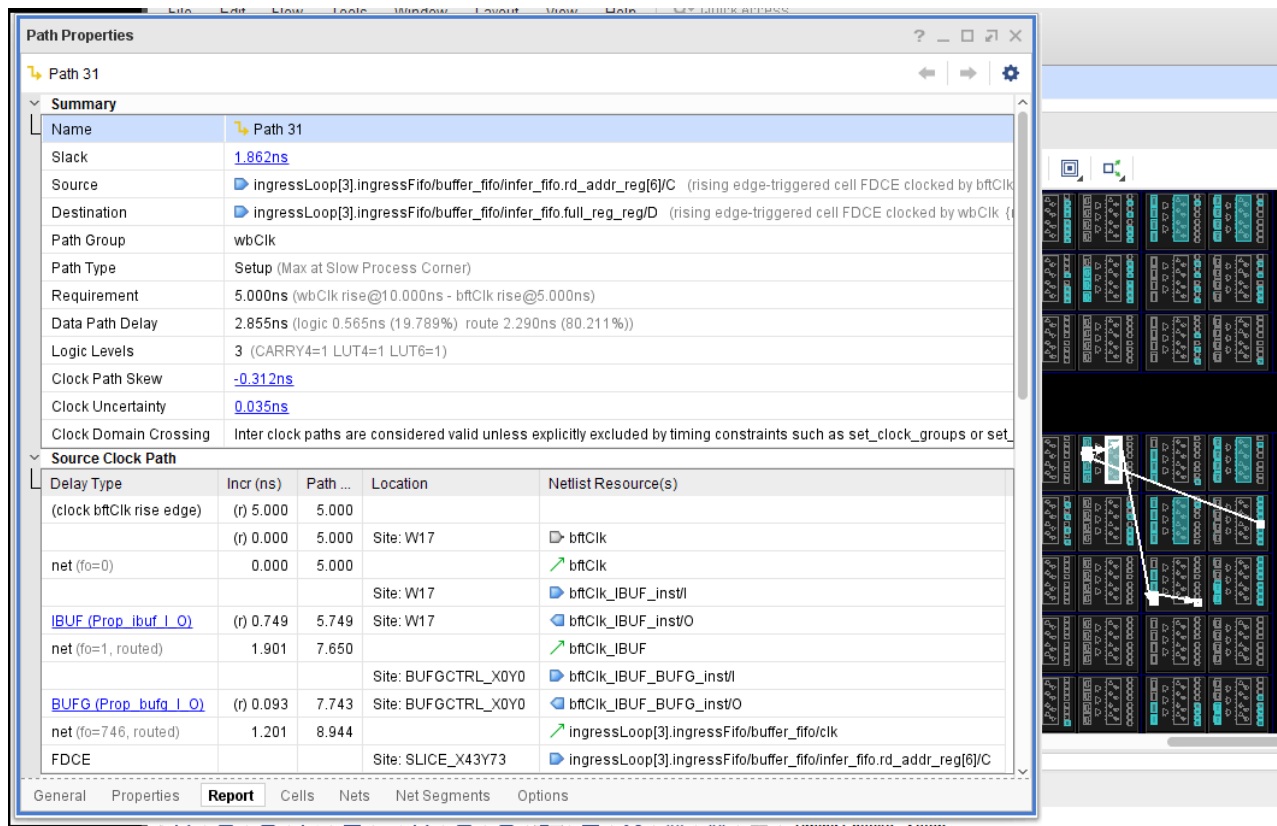 File Edit Flow Tools Window Layout View Help Quick Access
Path Properties
Path 31
Summary
Name Path 31
Slack 1.862ns
Source ingressLoop[3].ingressFifo/buffer_fifo/infer_fifo.rd_addr_reg[6]/C (rising edge-triggered cell FDCE clocked by bftClk
Destination ingressLoop[3].ingressFifo/buffer_fifo/infer_fifo.full_reg_reg/D (rising edge-triggered cell FDCE clocked by wbClk {
Path Group wbClk
Path Type Setup (Max at Slow Process Corner)
Requirement 5.000ns (wbClk rise@10.000ns - bftClk rise@5.000ns)
Data Path Delay 2.855ns (logic 0.565ns (19.789%) route 2.290ns (80.211%))
Logic Levels 3 (CARRY4=1 LUT4=1 LUT6=1)
Clock Path Skew -0.312ns
Clock Uncertainty 0.035ns
Clock Domain Crossing Inter clock paths are considered valid unless explicitly excluded by timing constraints such as set_clock_groups or set_
Source Clock Path
Delay Type Incr (ns) Path ... Location Netlist Resource(s)
(clock bftClk rise edge) (r) 5.000 5.000
(r) 0.000 5.000 Site: W17 bftClk
net (fo=0) 0.000 5.000 bftClk
Site: W17 bftClk_IBUF_inst/I
IBUF (Prop_ibuf_I_O) (r) 0.749 5.749 Site: W17 bftClk_IBUF_inst/O
net (fo=1, routed) 1.901 7.650 bftClk_IBUF
Site: BUFGCTRL_X0Y0 bftClk_IBUF_BUFG_inst/I
BUFG (Prop_bufg_I_O) (r) 0.093 7.743 Site: BUFGCTRL_X0Y0 bftClk_IBUF_BUFG_inst/O
net (fo=746, routed) 1.201 8.944 ingressLoop[3].ingressFifo/buffer_fifo/clk
FDCE Site: SLICE_X43Y73 ingressLoop[3].ingressFifo/buffer_fifo/infer_fifo.rd_addr_reg[6]/C
General Properties Report Cells Nets Net Segments Options